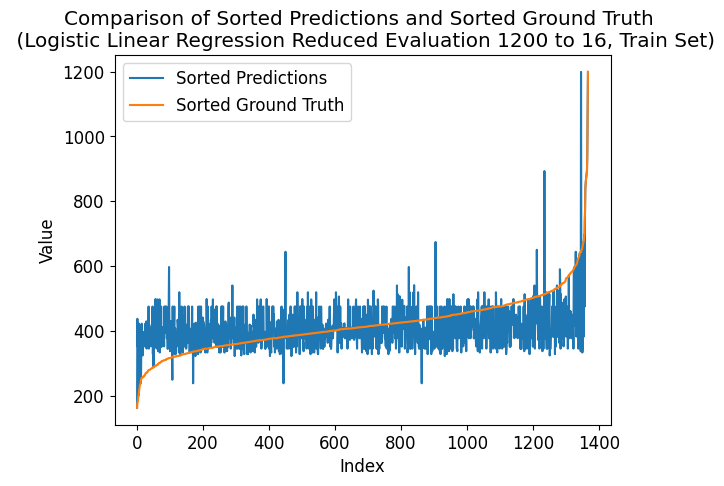 Comparison of Sorted Predictions and Sorted Ground Truth
(Logistic Linear Regression Reduced Evaluation 1200 to 16, Train Set)
Sorted Predictions
Sorted Ground Truth
1200
1000
800
600
400
200
Value
0 200 400 600 800 1000 1200 1400
Index